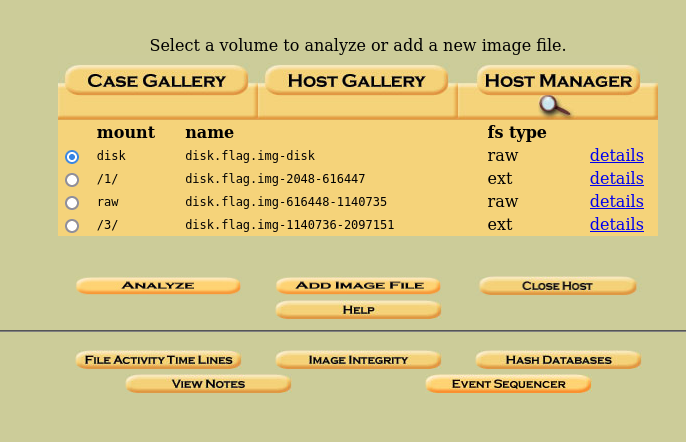 Select a volume to analyze or add a new image file.
CASE GALLERY HOST GALLERY HOST MANAGER
mount name fs type
disk disk.flag.img-disk raw details
/1/ disk.flag.img-2048-616447 ext details
raw disk.flag.img-616448-1140735 raw details
/3/ disk.flag.img-1140736-2097151 ext details
ANALYZE ADD IMAGE FILE CLOSE HOST
HELP
FILE ACTIVITY TIME LINES IMAGE INTEGRITY HASH DATABASES
VIEW NOTES EVENT SEQUENCER